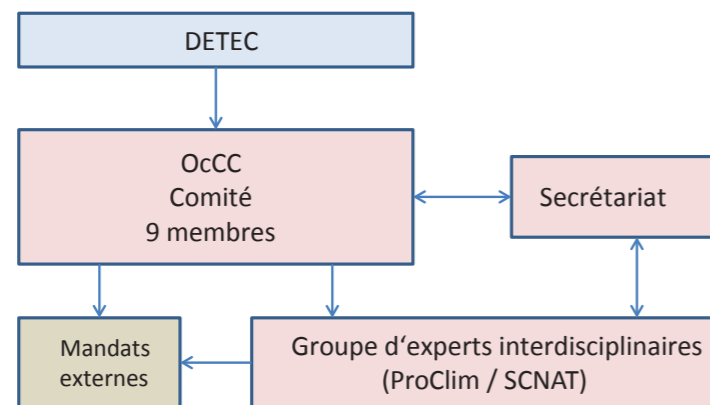 DETEC
OcCC
Comité
9 membres
Secrétariat
Mandats
externes
Groupe d‘experts interdisciplinaires
(ProClim / SCNAT)